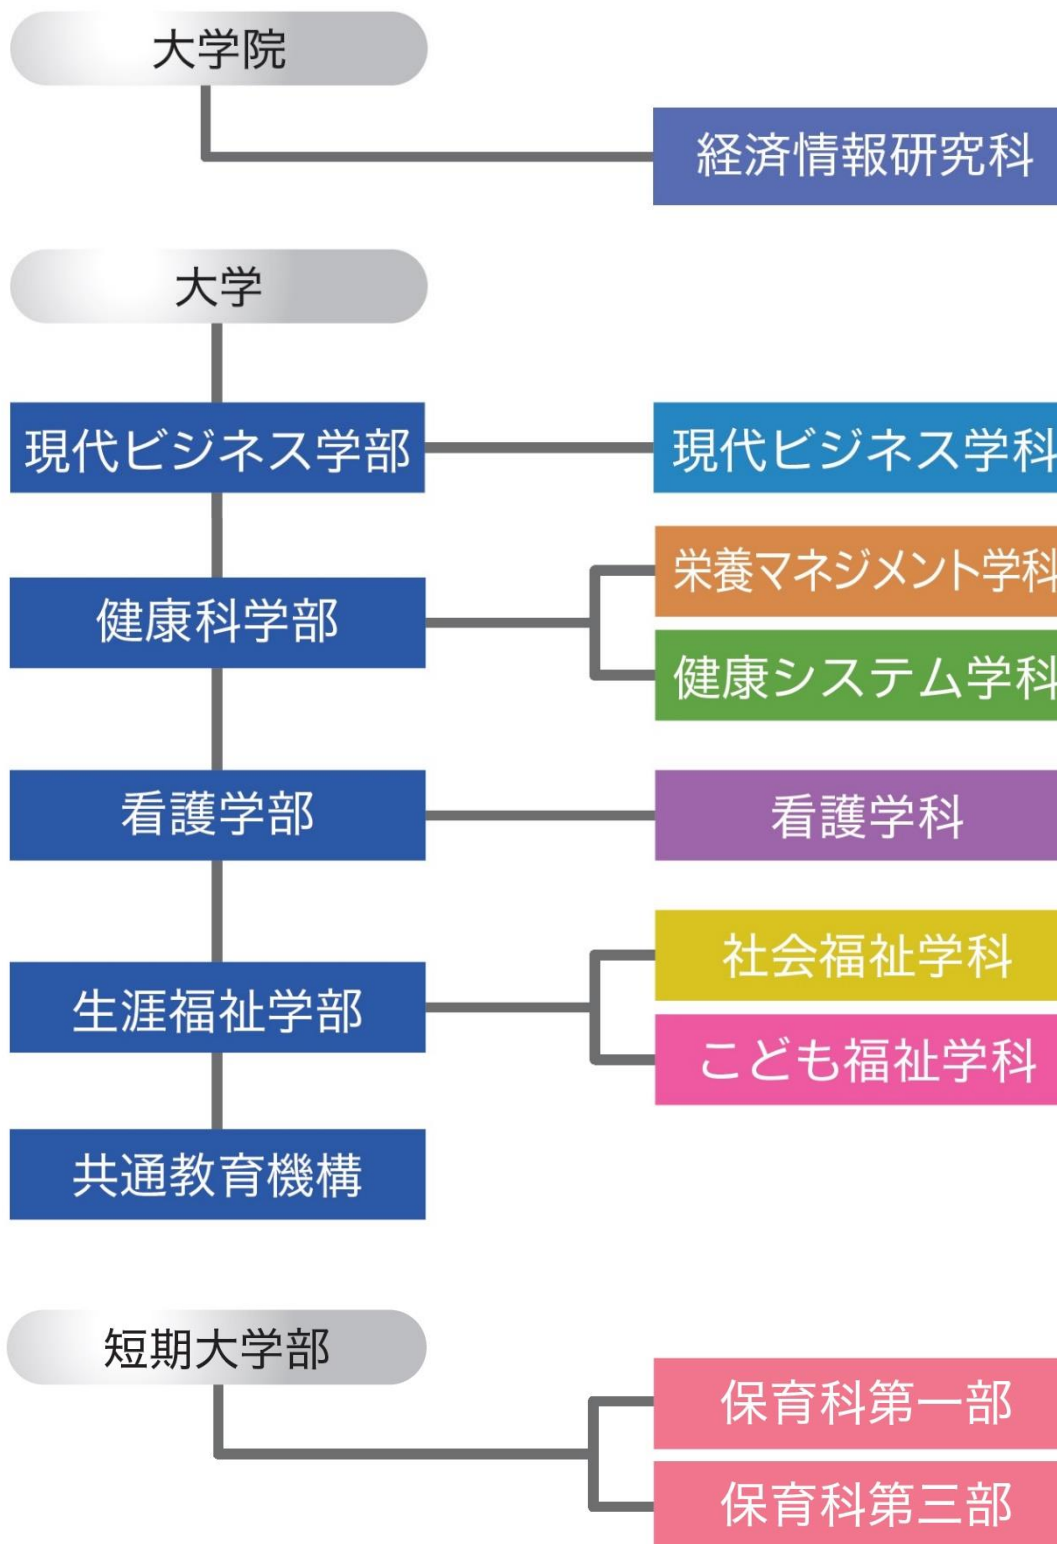 大学院
経済情報研究科
大学
現代ビジネス学部
現代ビジネス学科
健康科学部
栄養マネジメント学科
健康システム学科
看護学部
看護学科
生涯福祉学部
社会福祉学科
こども福祉学科
共通教育機構
短期大学部
保育科第一部
保育科第三部